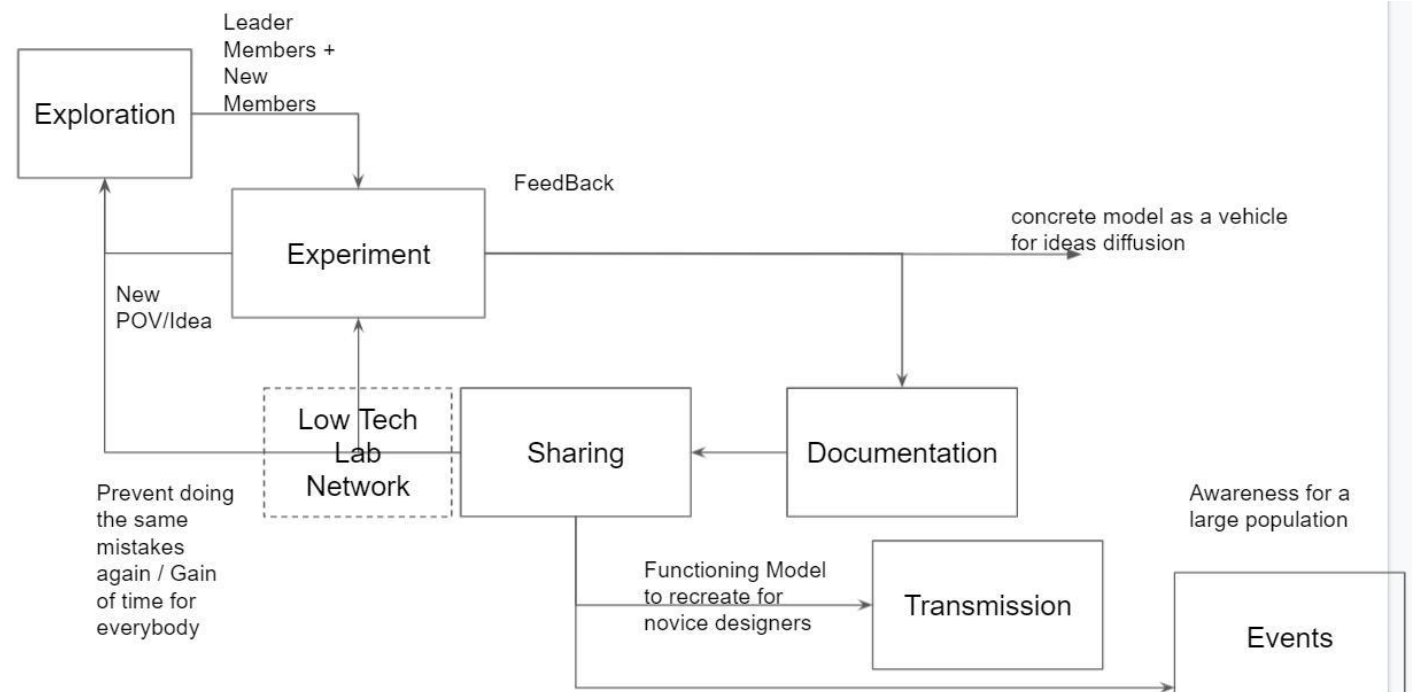 Leader
Members +
New
Members
Exploration
FeedBack
concrete model as a vehicle
for ideas diffusion
Experiment
New
POV/Idea
Low Tech
Lab
Network
Sharing
Documentation
Prevent doing
the same
mistakes
again / Gain
of time for
everybody
Awareness for a
large population
Functioning Model
to recreate for
novice designers
Transmission
Events